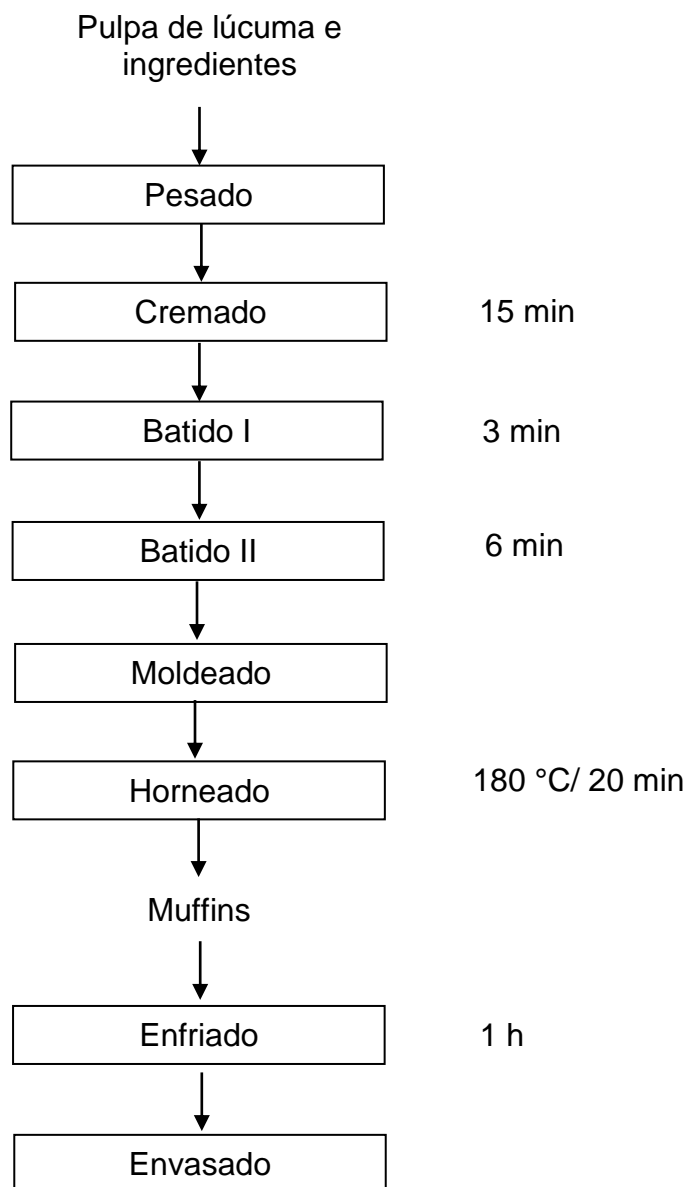 Pulpa de lúcuma e
ingredientes
Pesado
Cremado
15 min
Batido I
3 min
Batido II
6 min
Moldeado
Horneado
180 °C/ 20 min
Muffins
Enfriado
1 h
Envasado